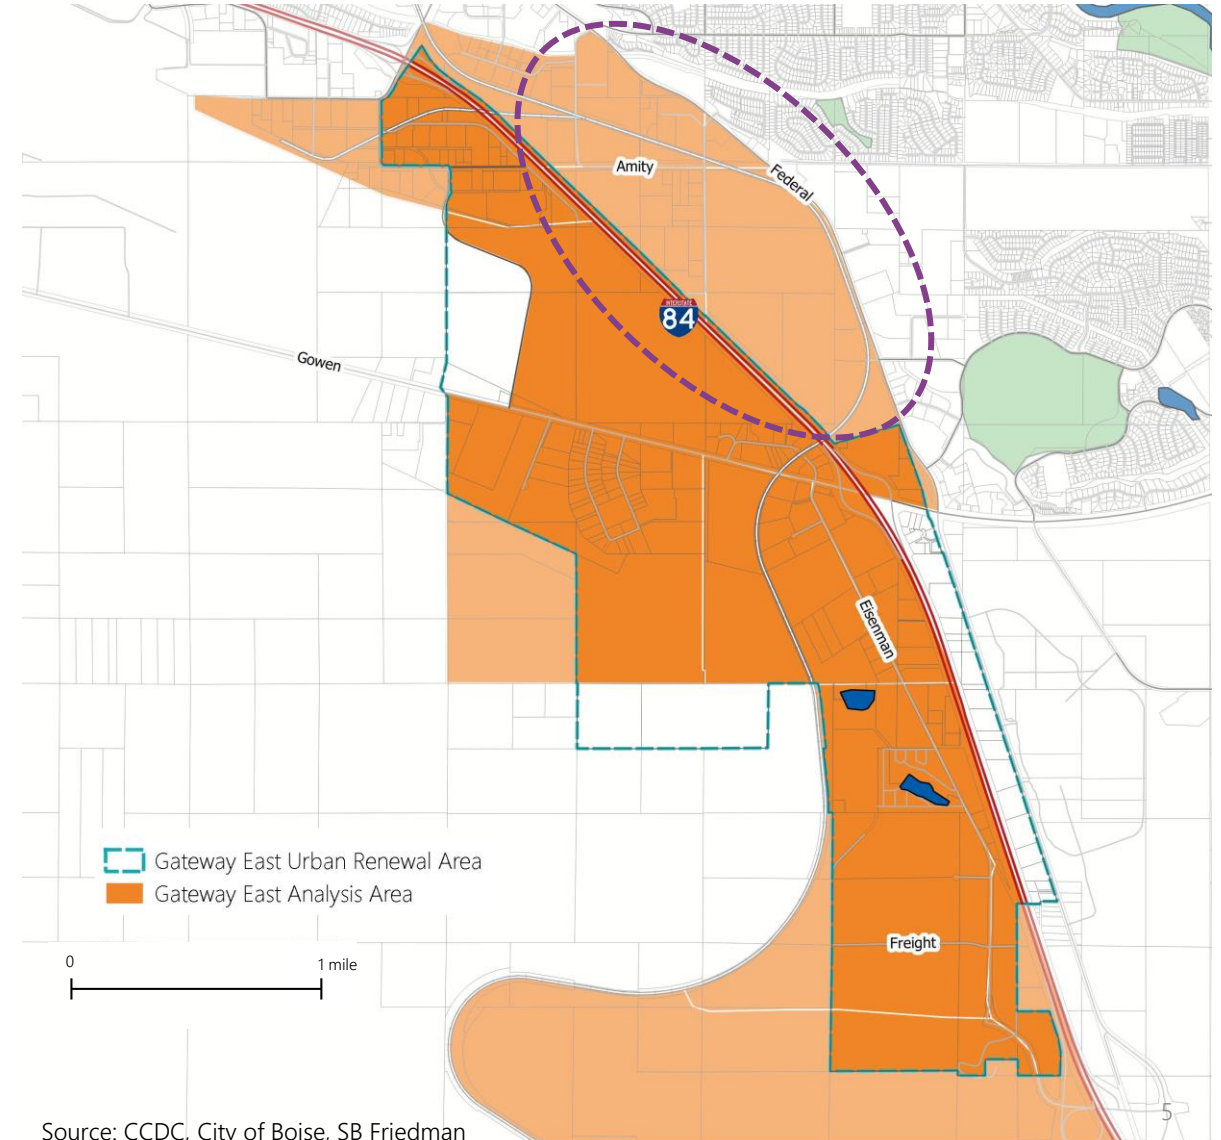 Amity
Federal
INTERSTATE
84
Gowen
Eisenman
Gateway East Urban Renewal Area
Gateway East Analysis Area
Freight
0
1 mile
5
Source: CCDC, City of Boise, SB Friedman